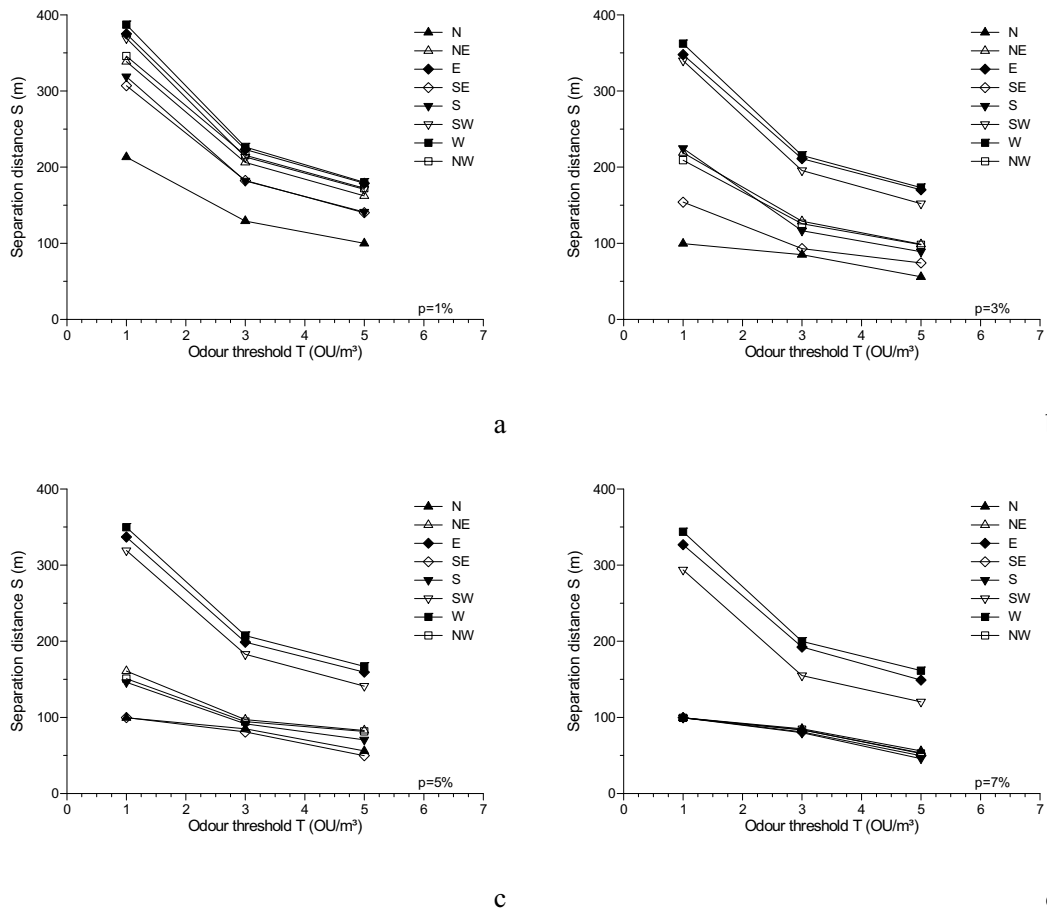 400
300
200
100
0
Separation distance S (m)
N
NE
E
SE
S
SW
W
NW
p=1%
0 1 2 3 4 5 6 7
Odour threshold T (OU/m³)
a
400
300
200
100
0
Separation distance S (m)
N
NE
E
SE
S
SW
W
NW
p=3%
0 1 2 3 4 5 6 7
Odour threshold T (OU/m³)
400
300
200
100
0
Separation distance S (m)
N
NE
E
SE
S
SW
W
NW
p=5%
0 1 2 3 4 5 6 7
Odour threshold T (OU/m³)
c
400
300
200
100
0
Separation distance S (m)
N
NE
E
SE
S
SW
W
NW
p=7%
0 1 2 3 4 5 6 7
Odour threshold T (OU/m³)